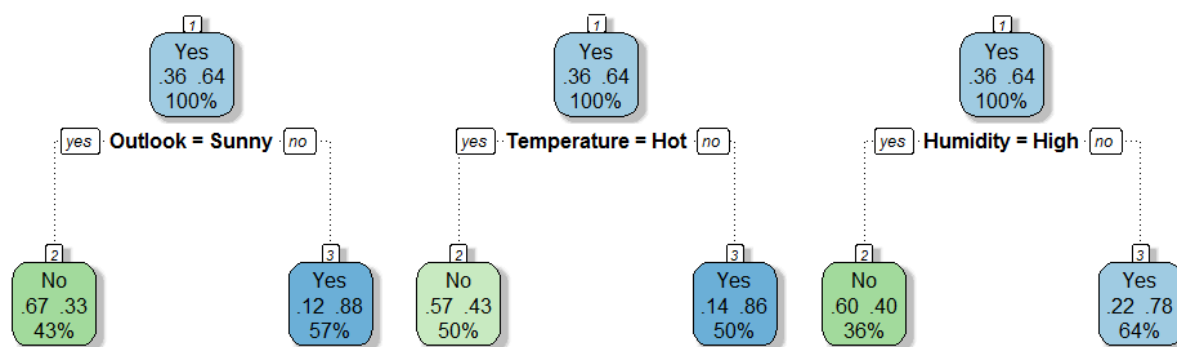 1
Yes
.36 .64
100%
yes Outlook = Sunny no
2
No
.67 .33
43%
3
Yes
.12 .88
57%
1
Yes
.36 .64
100%
yes Temperature = Hot no
2
No
.57 .43
50%
3
Yes
.14 .86
50%
1
Yes
.36 .64
100%
yes Humidity = High no
2
No
.60 .40
36%
3
Yes
.22 .78
64%